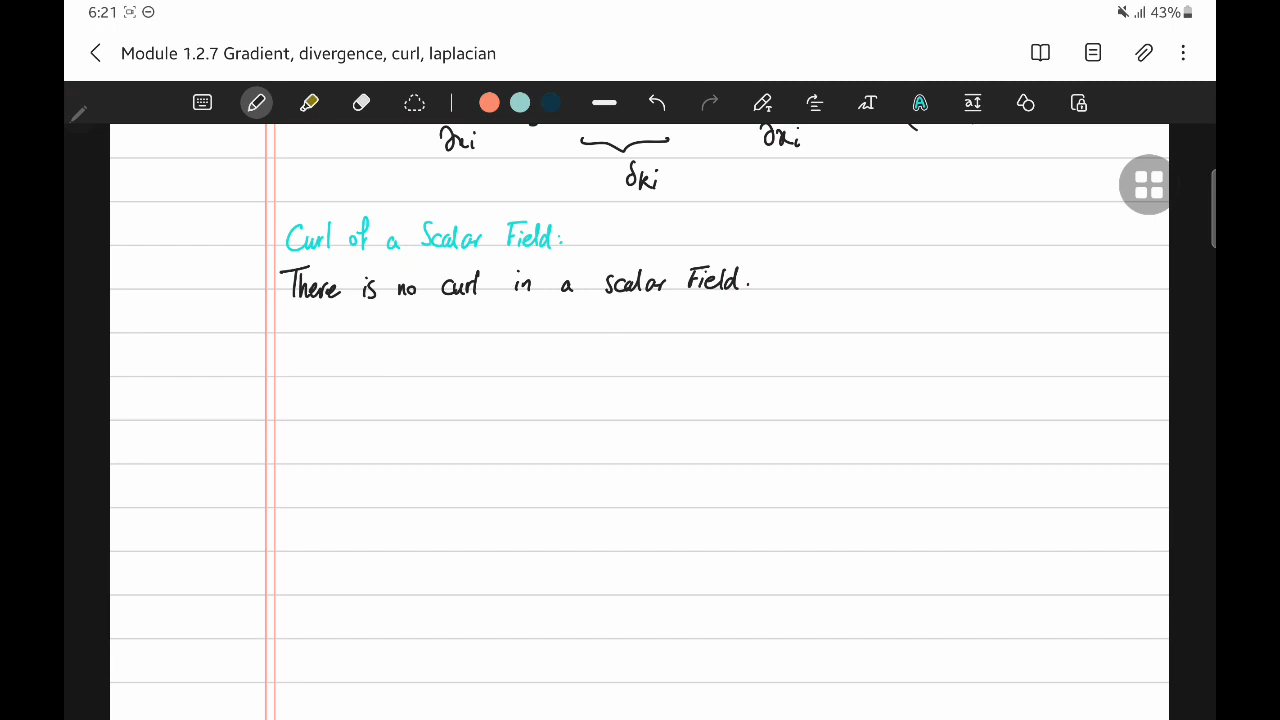 6:21
43%
Module 1.2.7 Gradient, divergence, curl, laplacian
∂xi ∂xi
δki
Curl of a Scalar Field:
There is no curl in a scalar Field.